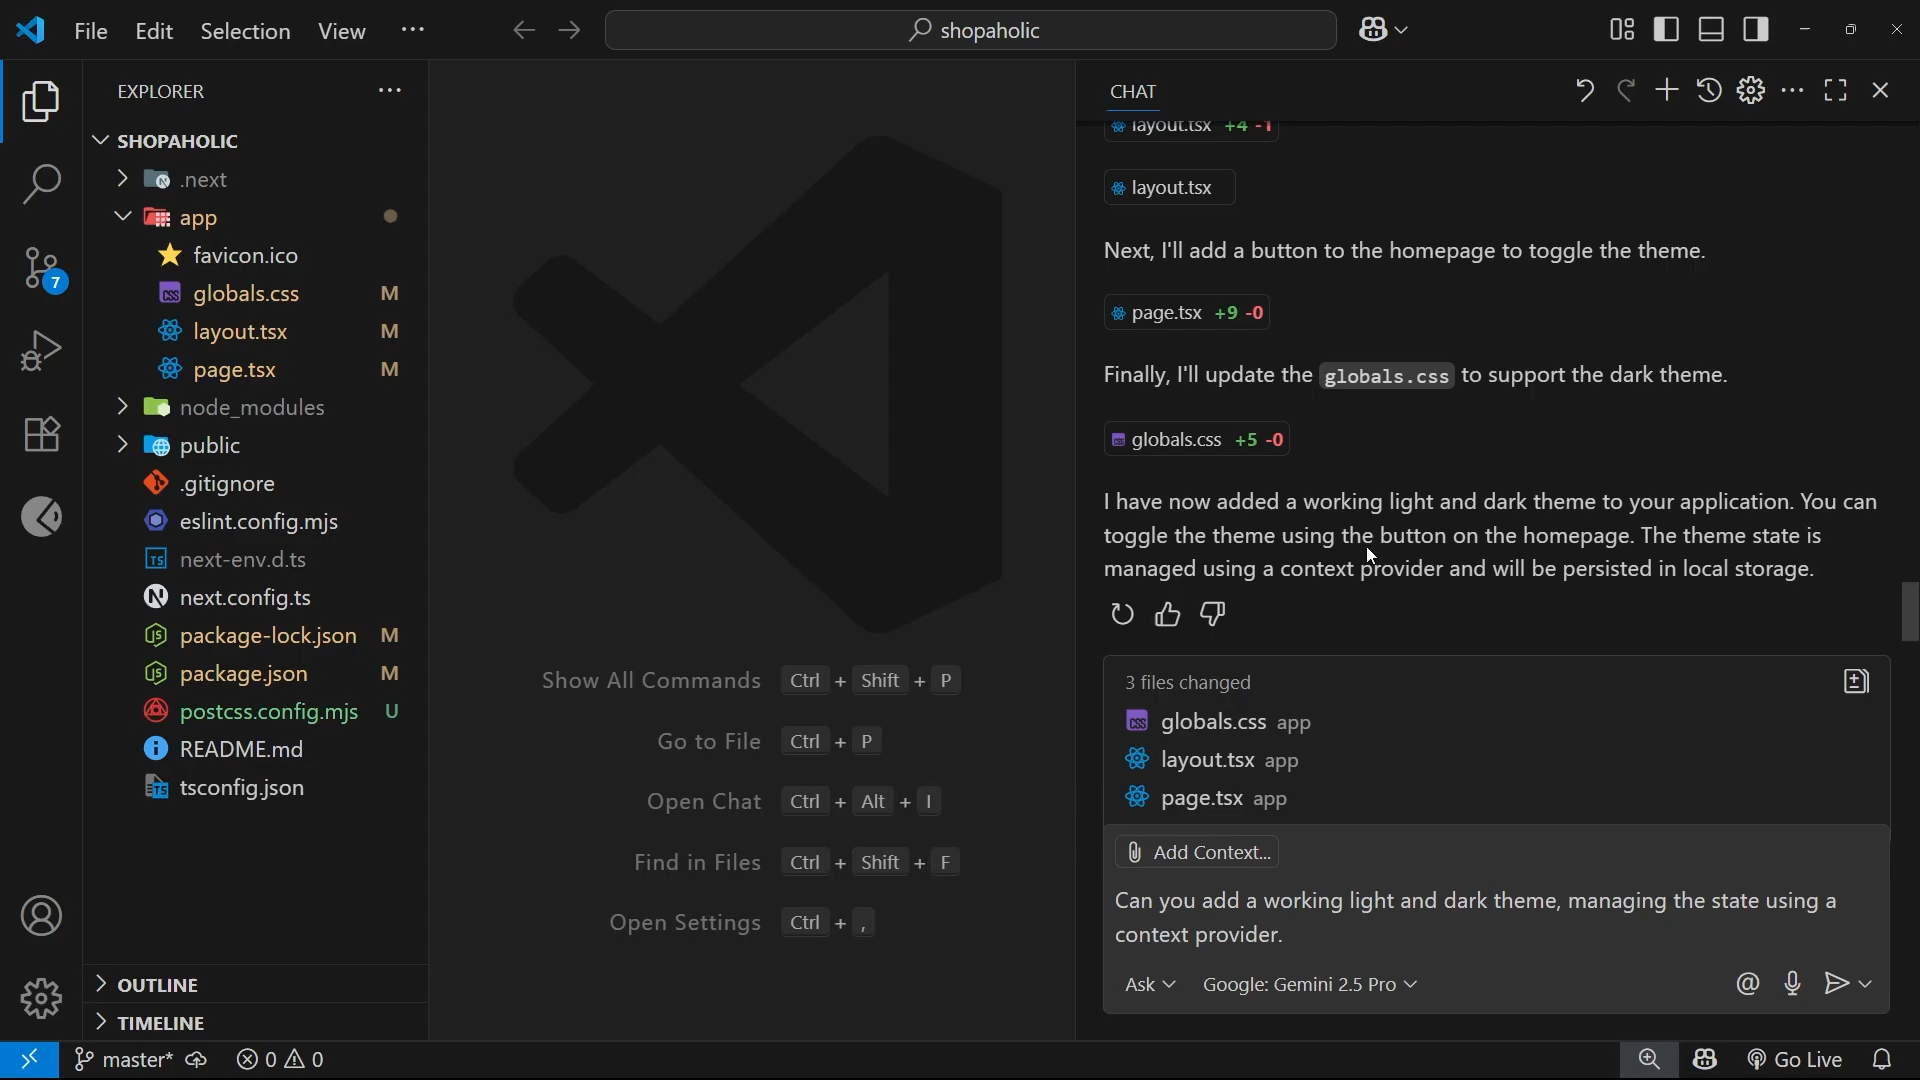 File Edit Selection View ···
shopaholic
EXPLORER
SHOPAHOLIC
.next
app
favicon.ico
globals.css M
layout.tsx M
page.tsx M
node_modules
public
.gitignore
eslint.config.mjs
next-env.d.ts
next.config.ts
package-lock.json M
package.json M
postcss.config.mjs U
README.md
tsconfig.json
OUTLINE
TIMELINE
7
Show All Commands Ctrl + Shift + P
Go to File Ctrl + P
Open Chat Ctrl + Alt + I
Find in Files Ctrl + Shift + F
Open Settings Ctrl + ,
CHAT
layout.tsx +4 -1
layout.tsx
Next, I'll add a button to the homepage to toggle the theme.
page.tsx +9 -0
Finally, I'll update the globals.css to support the dark theme.
globals.css +5 -0
I have now added a working light and dark theme to your application. You can
toggle the theme using the button on the homepage. The theme state is
managed using a context provider and will be persisted in local storage.
3 files changed
globals.css app
layout.tsx app
page.tsx app
Add Context...
Can you add a working light and dark theme, managing the state using a
context provider.
Ask Google: Gemini 2.5 Pro @
master* 0 0
Go Live